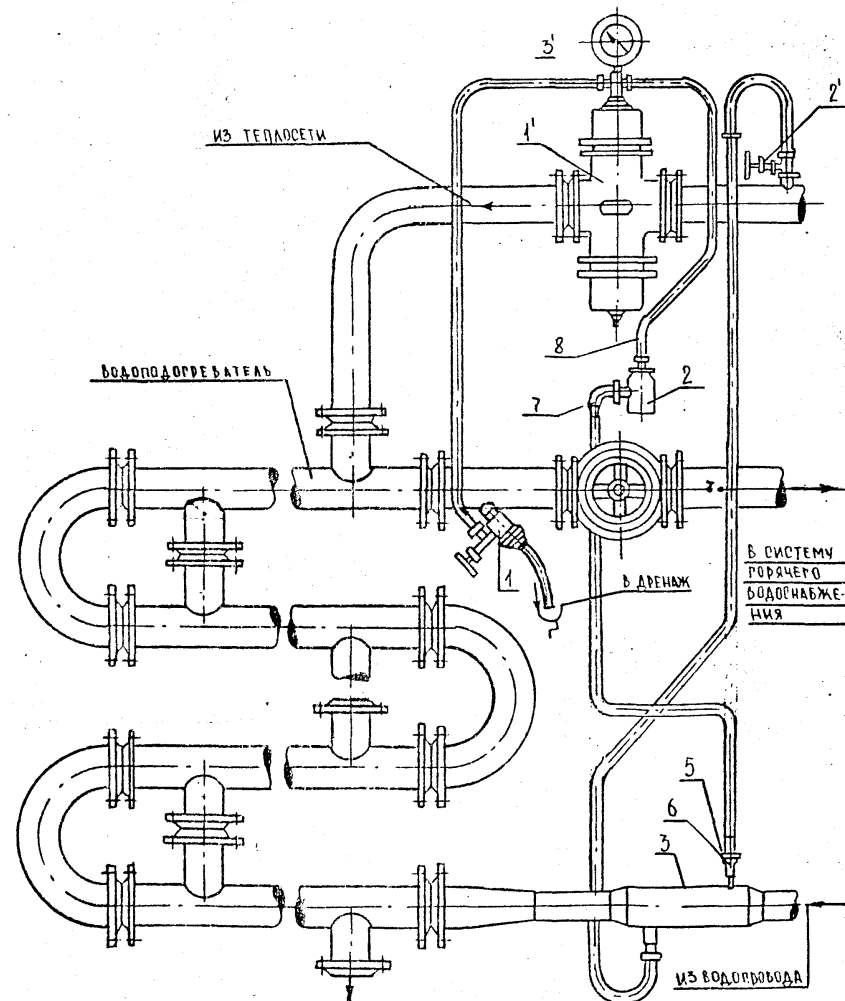 3'
2'
ИЗ ТЕПЛОСЕТИ
1'
8
ВОДОПОДОГРЕВАТЕЛЬ
2
7
В СИСТЕМУ
ГОРЯЧЕГО
ВОДОСНАБЖЕ-
НИЯ
1
В ДРЕНАЖ
5
6
3
ИЗ ВОДОПРОВОДА